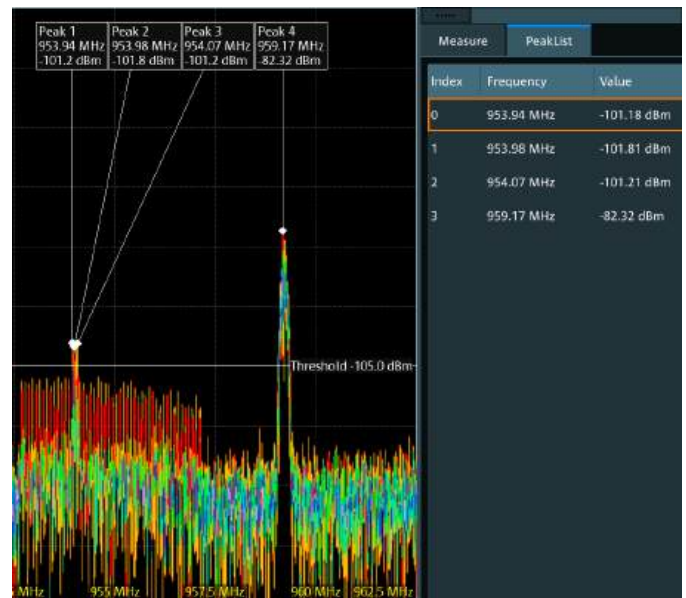 Peak 1
953.94 MHz
-101.2 dBm
Peak 2
953.98 MHz
-101.8 dBm
Peak 3
954.07 MHz
-101.2 dBm
Peak 4
959.17 MHz
-82.32 dBm
Threshold -105.0 dBm
MHz 955 MHz 957.5 MHz 960 MHz 962.5 MHz
Measure PeakList
Index Frequency Value
0 953.94 MHz -101.18 dBm
1 953.98 MHz -101.81 dBm
2 954.07 MHz -101.21 dBm
3 959.17 MHz -82.32 dBm